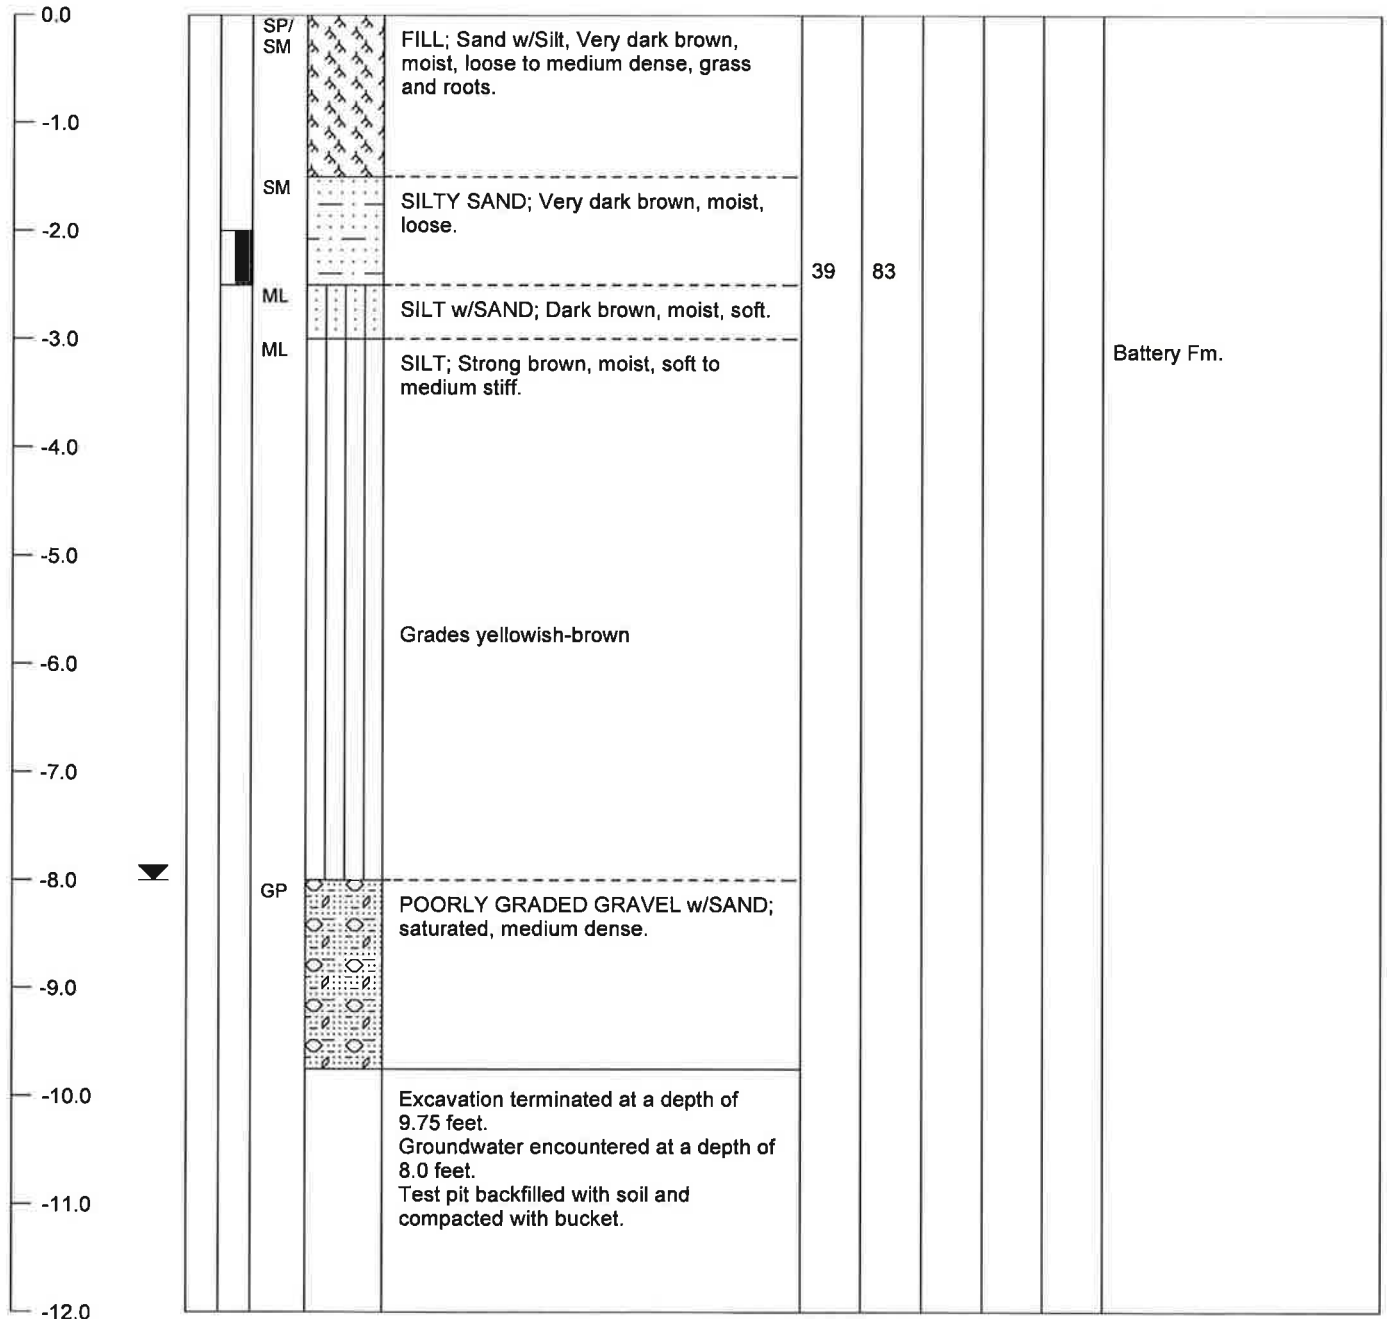 0.0
SP/
SM
FILL; Sand w/Silt, Very dark brown,
moist, loose to medium dense, grass
and roots.
-1.0
SM
SILTY SAND; Very dark brown, moist,
loose.
-2.0
39 83
ML
SILT w/SAND; Dark brown, moist, soft.
-3.0
ML
SILT; Strong brown, moist, soft to
medium stiff.
Battery Fm.
-4.0
-5.0
Grades yellowish-brown
-6.0
-7.0
-8.0
GP
POORLY GRADED GRAVEL w/SAND;
saturated, medium dense.
-9.0
-10.0
Excavation terminated at a depth of
9.75 feet.
Groundwater encountered at a depth of
8.0 feet.
Test pit backfilled with soil and
compacted with bucket.
-11.0
-12.0